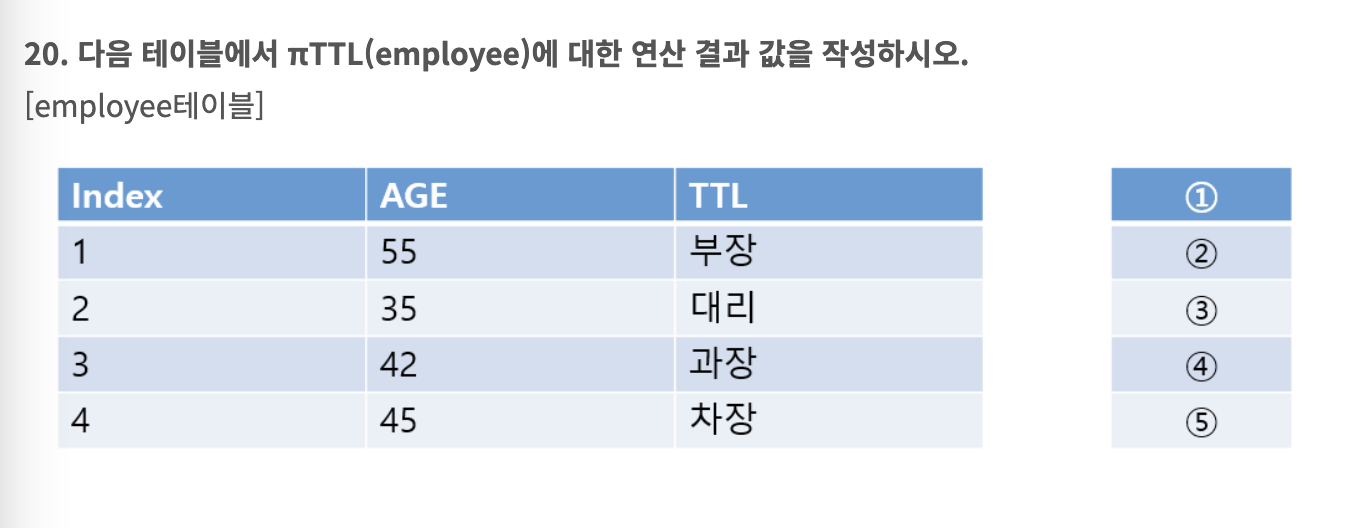 20. 다음 테이블에서 πTTL(employee)에 대한 연산 결과 값을 작성하시오.
[employee테이블]
Index AGE TTL ①
1 55 부장 ②
2 35 대리 ③
3 42 과장 ④
4 45 차장 ⑤